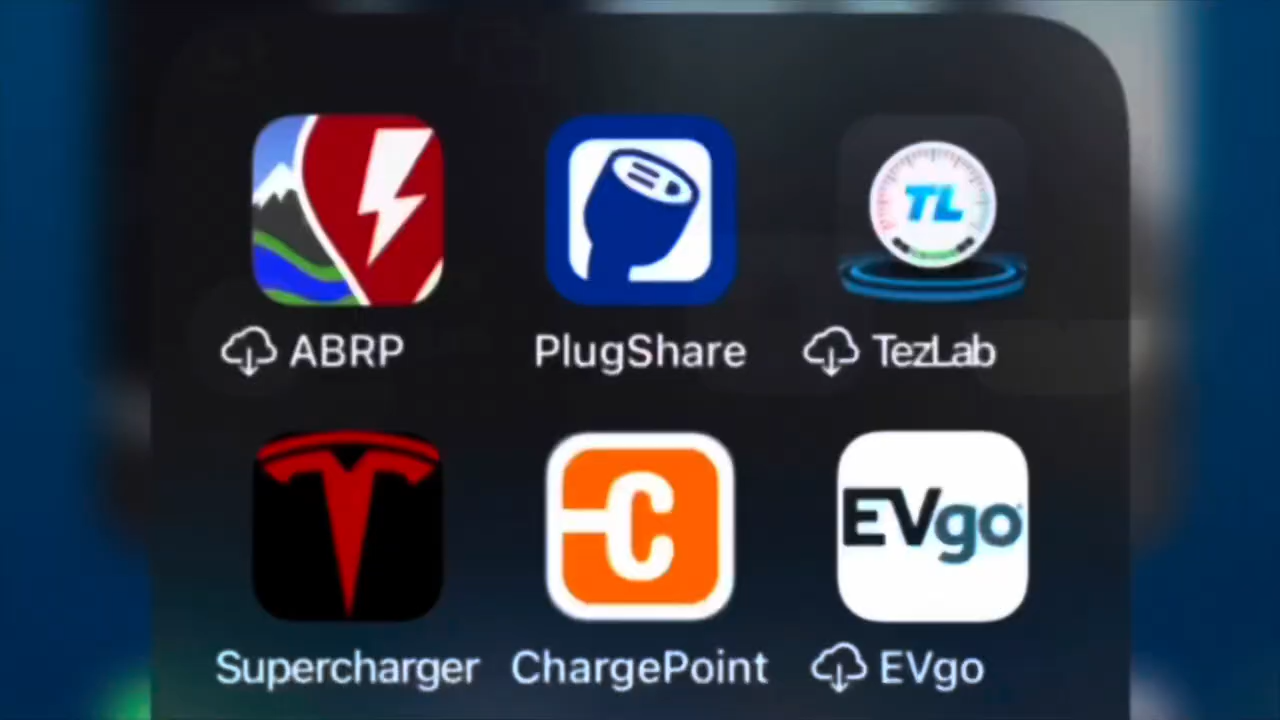 TL
ABRP
PlugShare
TezLab
C
EVgo
Supercharger
ChargePoint
EVgo